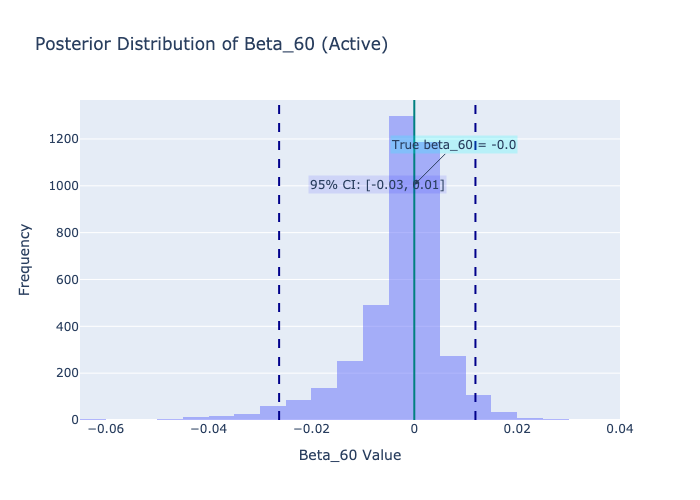 Posterior Distribution of Beta_60 (Active)
1200
1000
800
600
400
200
0
Frequency
True beta_60 = -0.0
95% CI: [-0.03, 0.01]
−0.06
−0.04
−0.02
0
0.02
0.04
Beta_60 Value